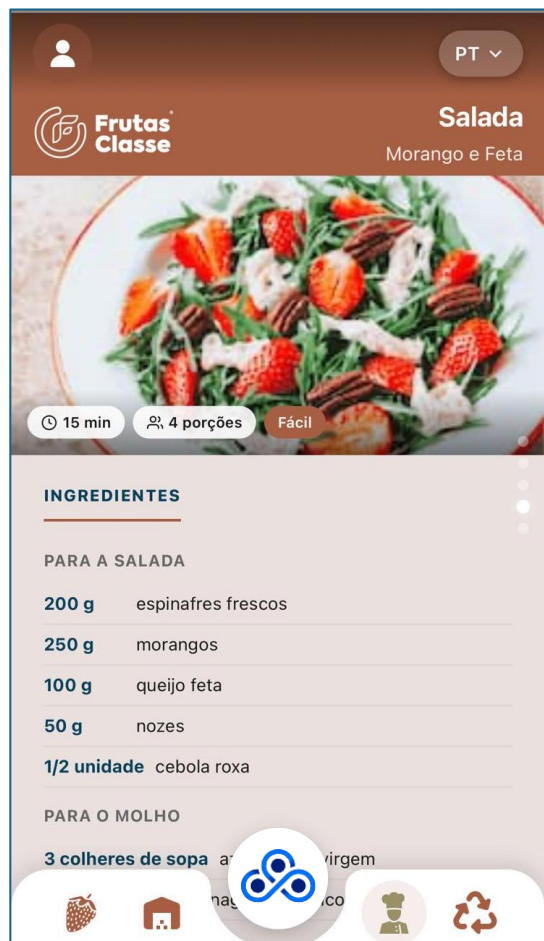 PT
Frutas
Classe
Salada
Morango e Feta
15 min
4 porções
Fácil
INGREDIENTES
PARA A SALADA
200 g espinafres frescos
250 g morangos
100 g queijo feta
50 g nozes
1/2 unidade cebola roxa
PARA O MOLHO
3 colheres de sopa